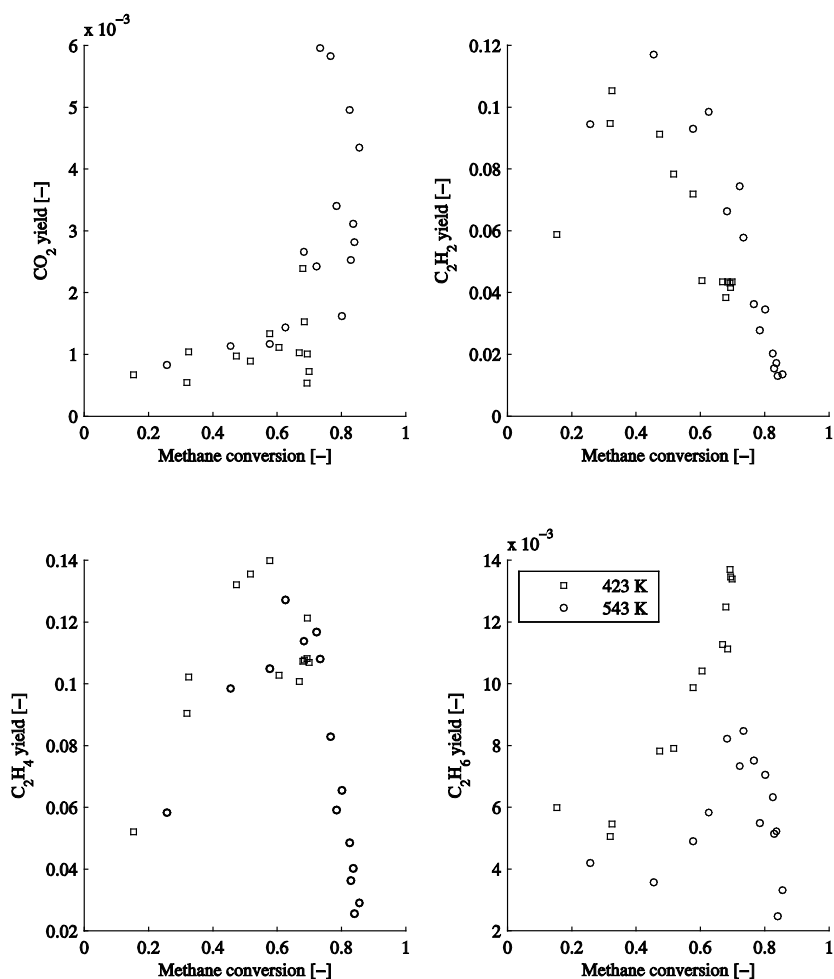 x 10⁻³
6
5
4
3
2
1
0
CO₂ yield [−]
0 0.2 0.4 0.6 0.8 1
Methane conversion [−]
0.12
0.1
0.08
0.06
0.04
0.02
0
C₂H₂ yield [−]
0 0.2 0.4 0.6 0.8 1
Methane conversion [−]
0.14
0.12
0.1
0.08
0.06
0.04
0.02
C₂H₄ yield [−]
0 0.2 0.4 0.6 0.8 1
Methane conversion [−]
x 10⁻³
14
12
10
8
6
4
2
C₂H₆ yield [−]
423 K
543 K
0 0.2 0.4 0.6 0.8 1
Methane conversion [−]